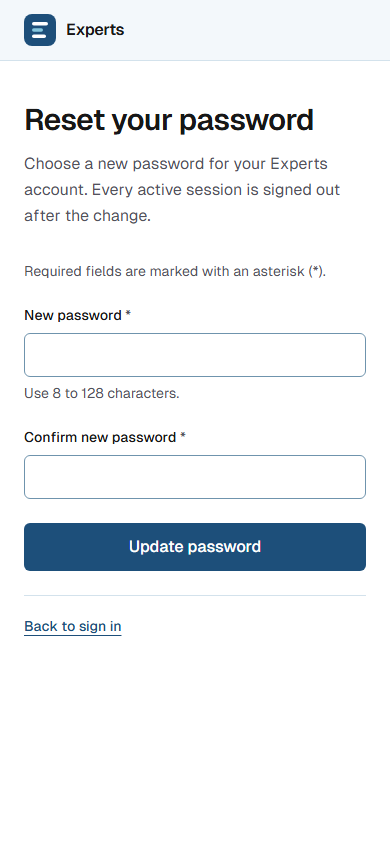 Experts
Reset your password
Choose a new password for your Experts
account. Every active session is signed out
after the change.
Required fields are marked with an asterisk (*).
New password *
Use 8 to 128 characters.
Confirm new password *
Update password
Back to sign in